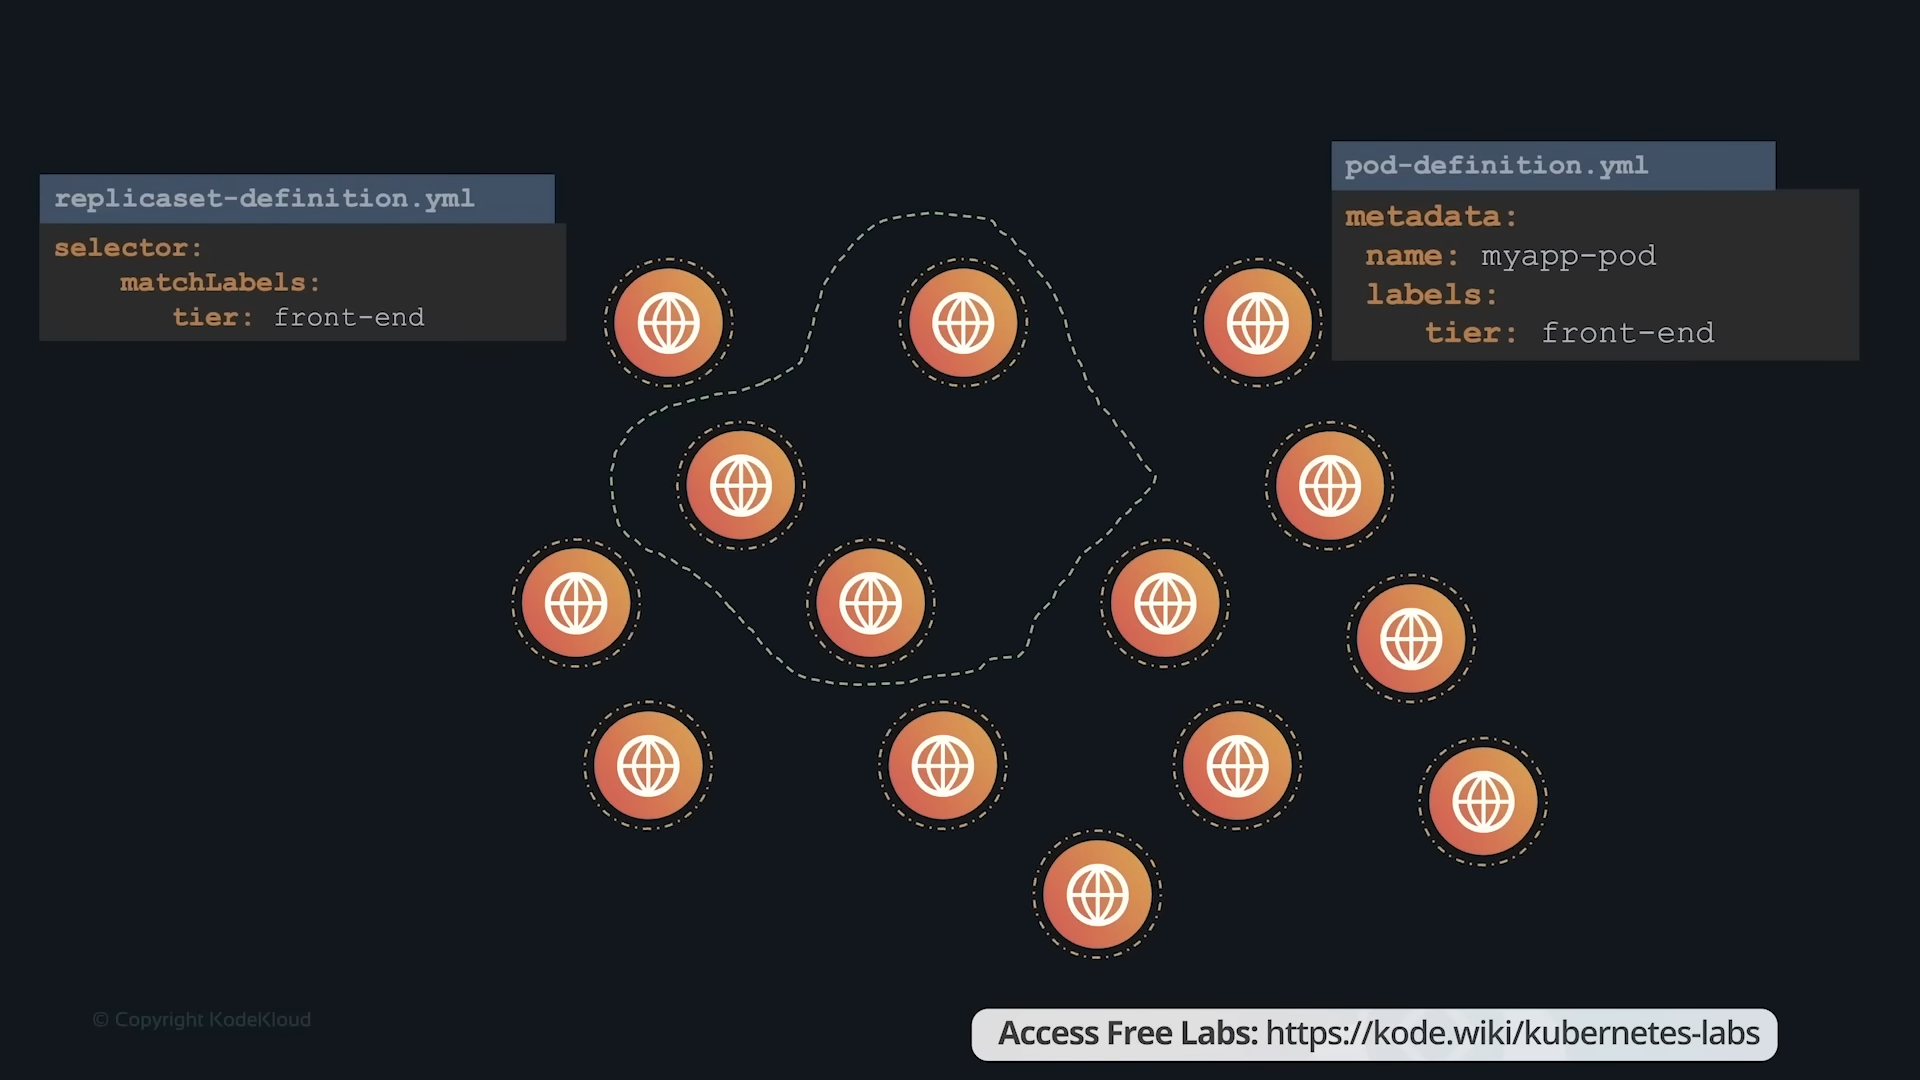 replicaset-definition.yml
selector:
matchLabels:
tier: front-end
pod-definition.yml
metadata:
name: myapp-pod
labels:
tier: front-end
© Copyright KodeKloud
Access Free Labs: https://kode.wiki/kubernetes-labs